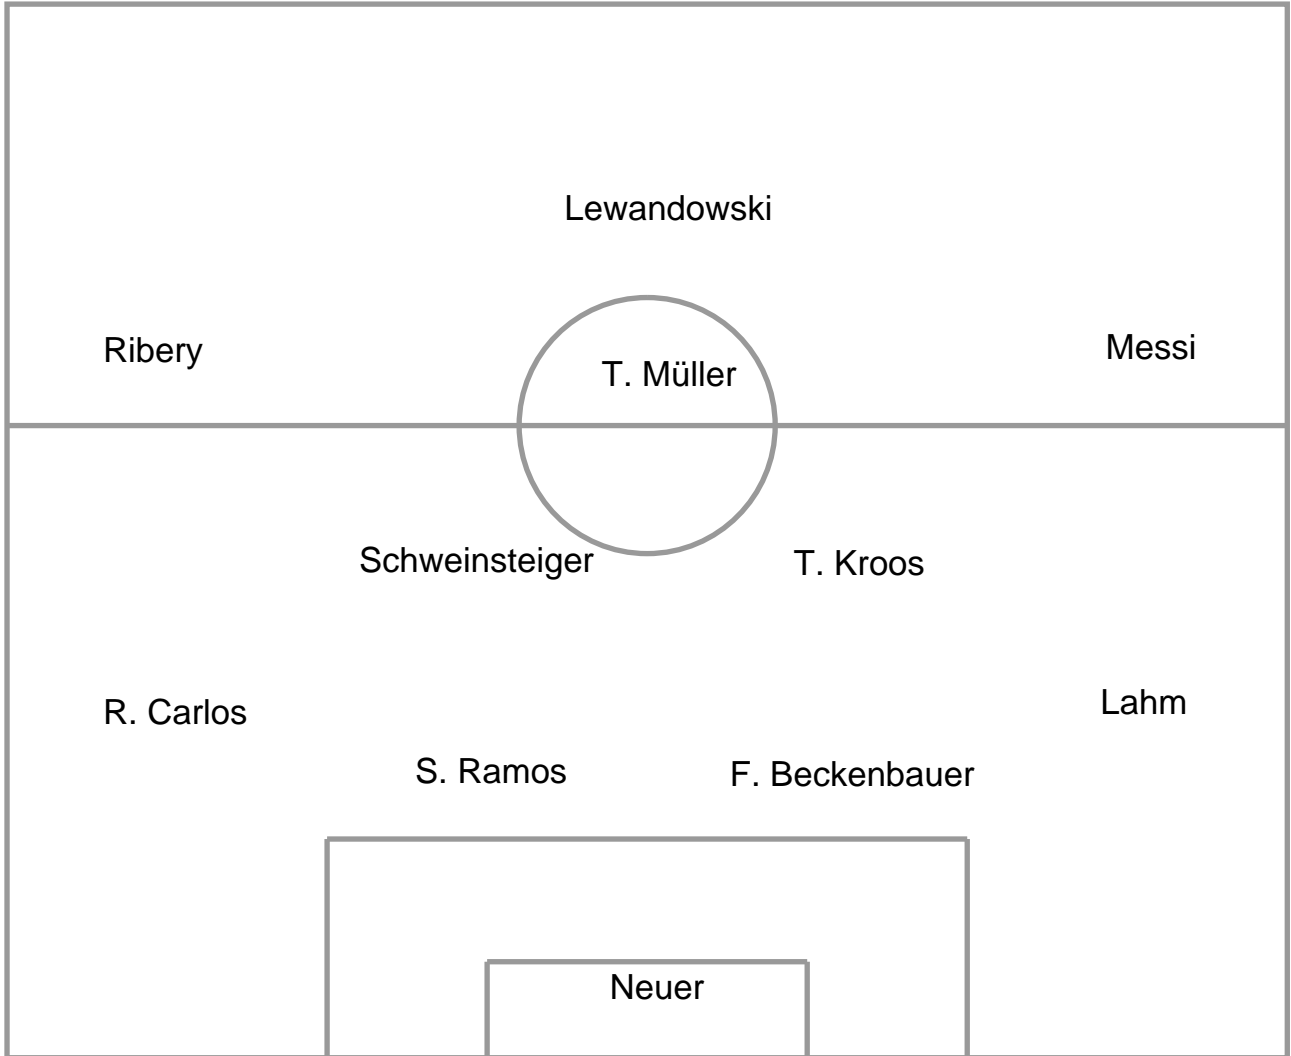 Lewandowski
Ribery
T. Müller
Messi
Schweinsteiger
T. Kroos
R. Carlos
Lahm
S. Ramos
F. Beckenbauer
Neuer